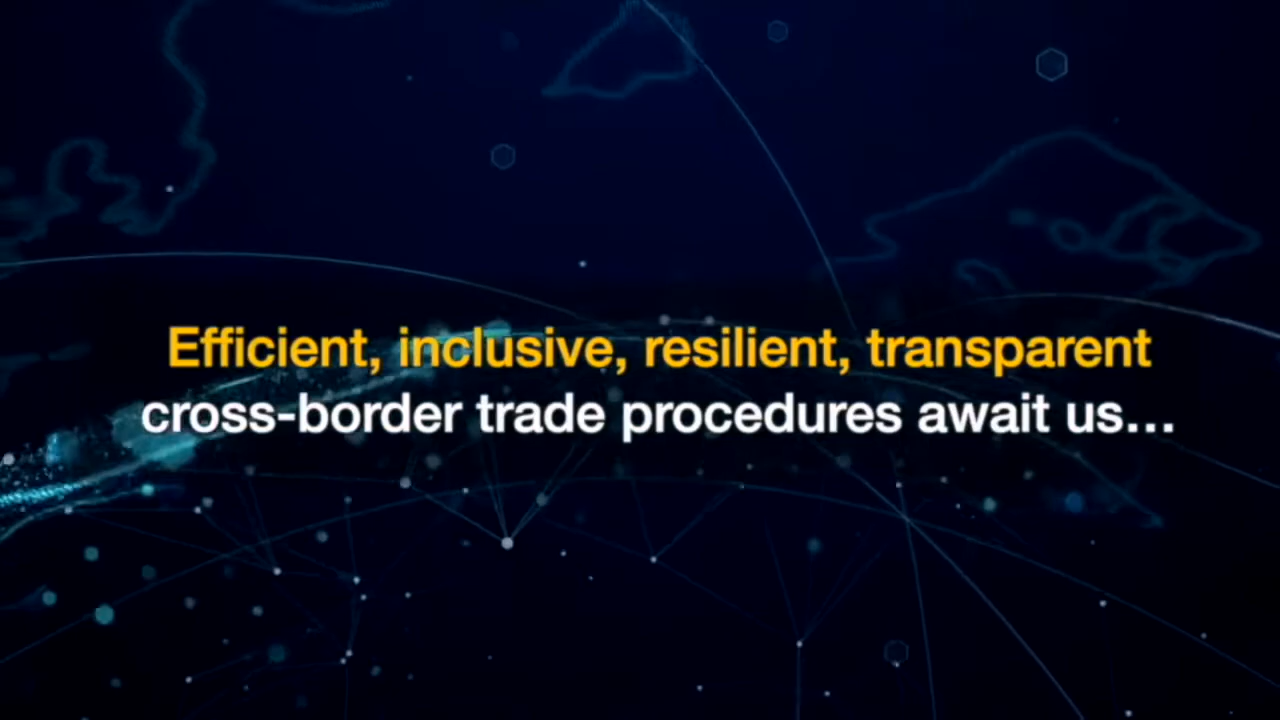 Efficient, inclusive, resilient, transparent
cross-border trade procedures await us...